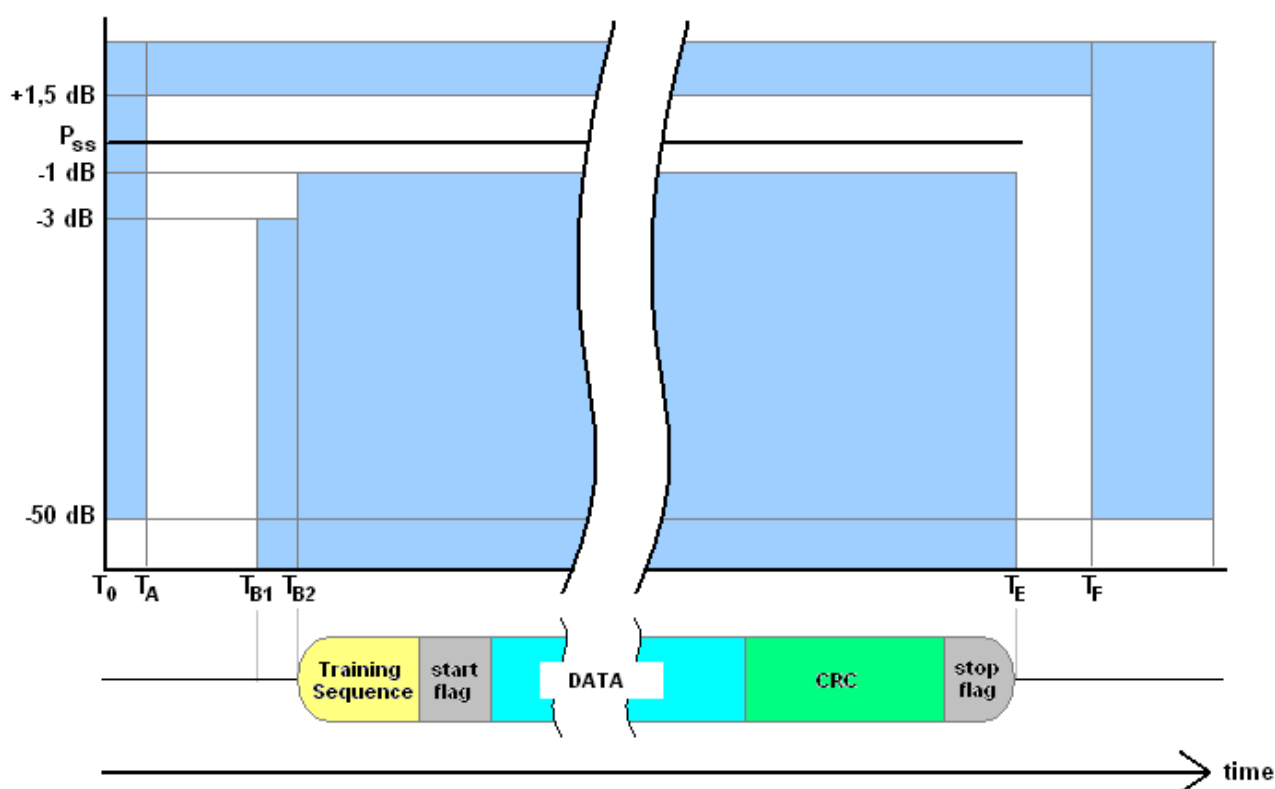 +1,5 dB
Pss
-1 dB
-3 dB
-50 dB
T0 TA TB1 TB2 TE TF
Training Sequence
start flag
DATA
CRC
stop flag
time